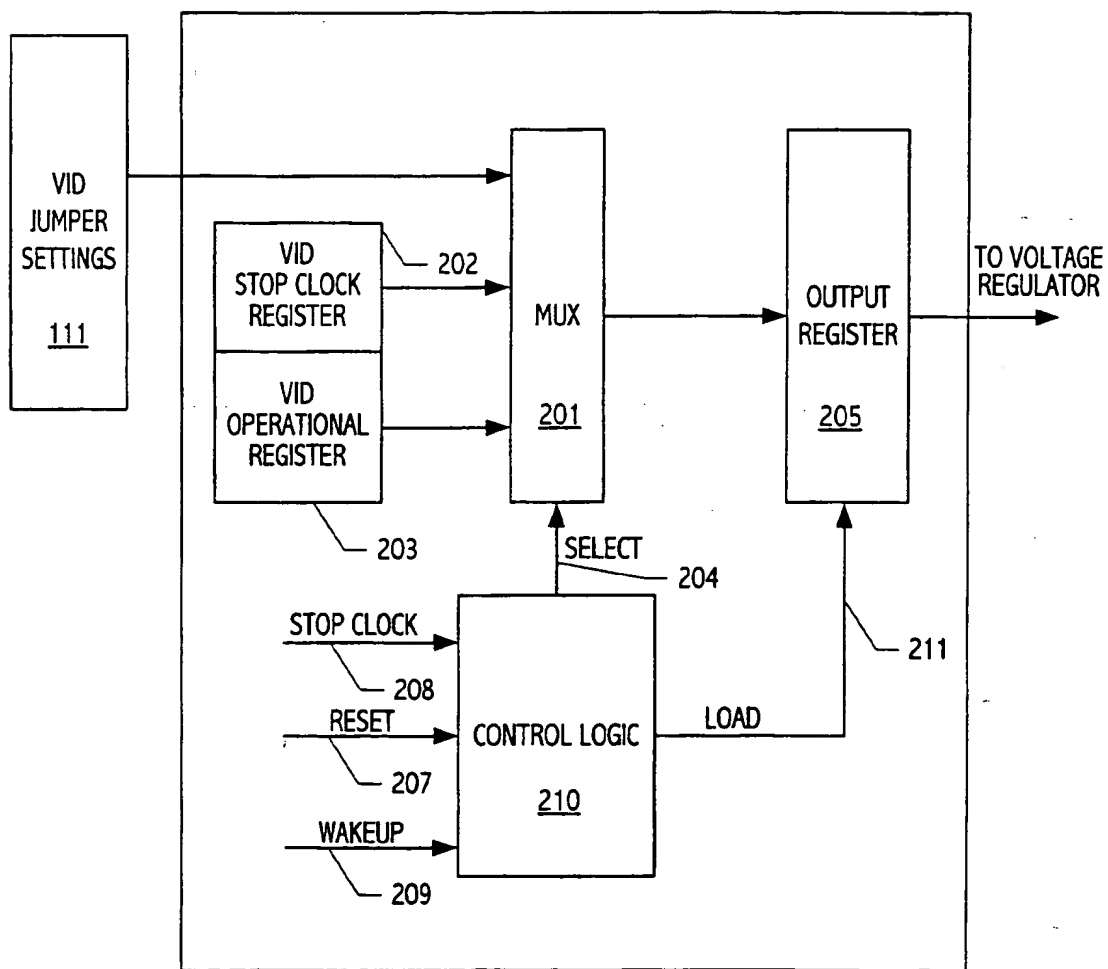 VID
JUMPER
SETTINGS
111
VID
STOP CLOCK
REGISTER
202
VID
OPERATIONAL
REGISTER
203
MUX
201
OUTPUT
REGISTER
205
TO VOLTAGE
REGULATOR
SELECT
204
STOP CLOCK
208
RESET
207
WAKEUP
209
CONTROL LOGIC
210
LOAD
211